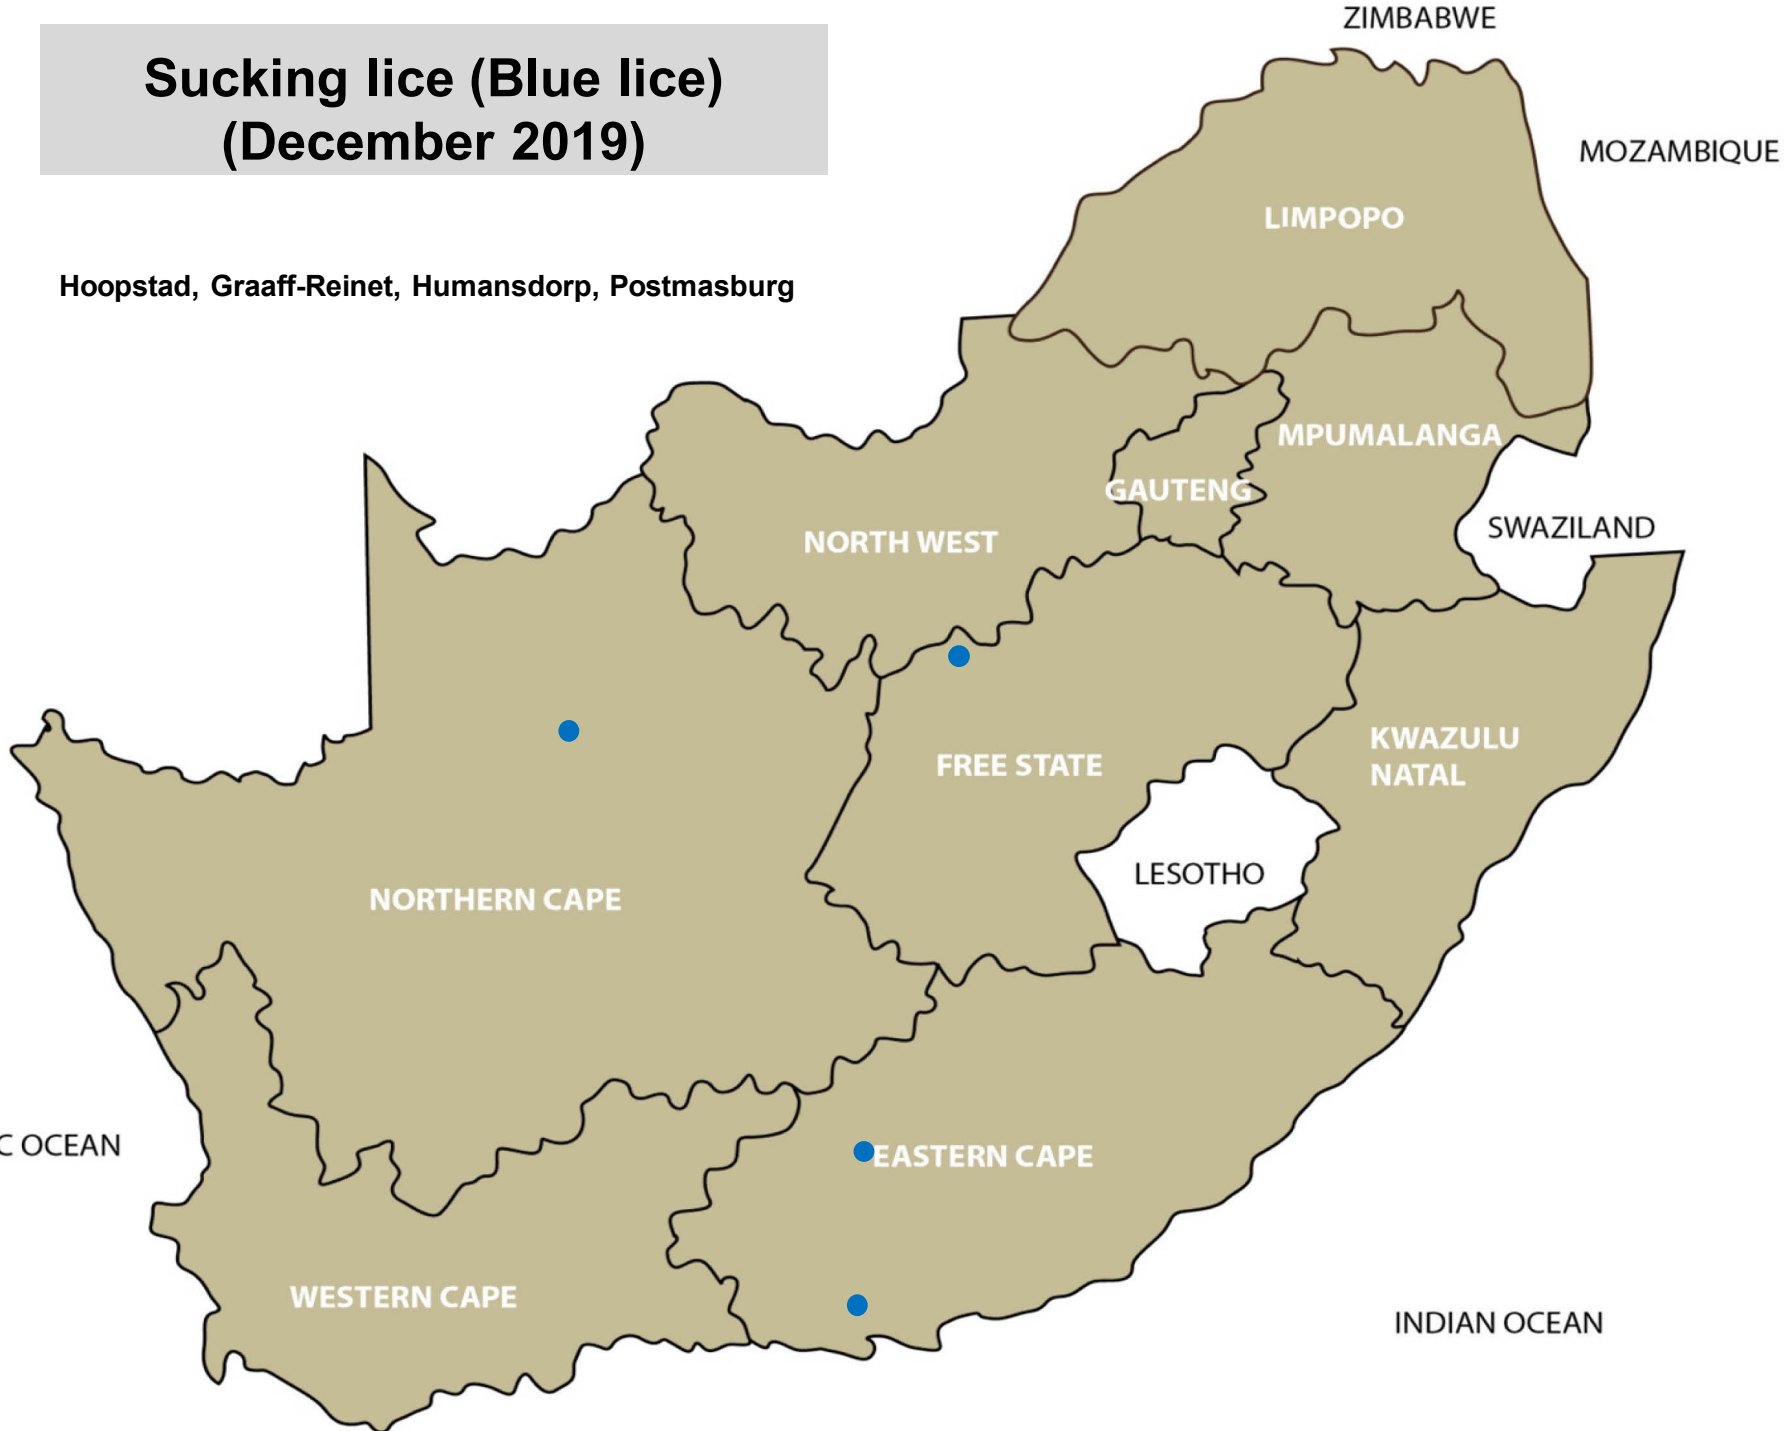 Sucking lice (Blue lice)
(December 2019)
Hoopstad, Graaff-Reinet, Humansdorp, Postmasburg
ZIMBABWE
MOZAMBIQUE
LIMPOPO
MPUMALANGA
GAUTENG
SWAZILAND
NORTH WEST
KWAZULU
NATAL
FREE STATE
LESOTHO
NORTHERN CAPE
C OCEAN
EASTERN CAPE
WESTERN CAPE
INDIAN OCEAN